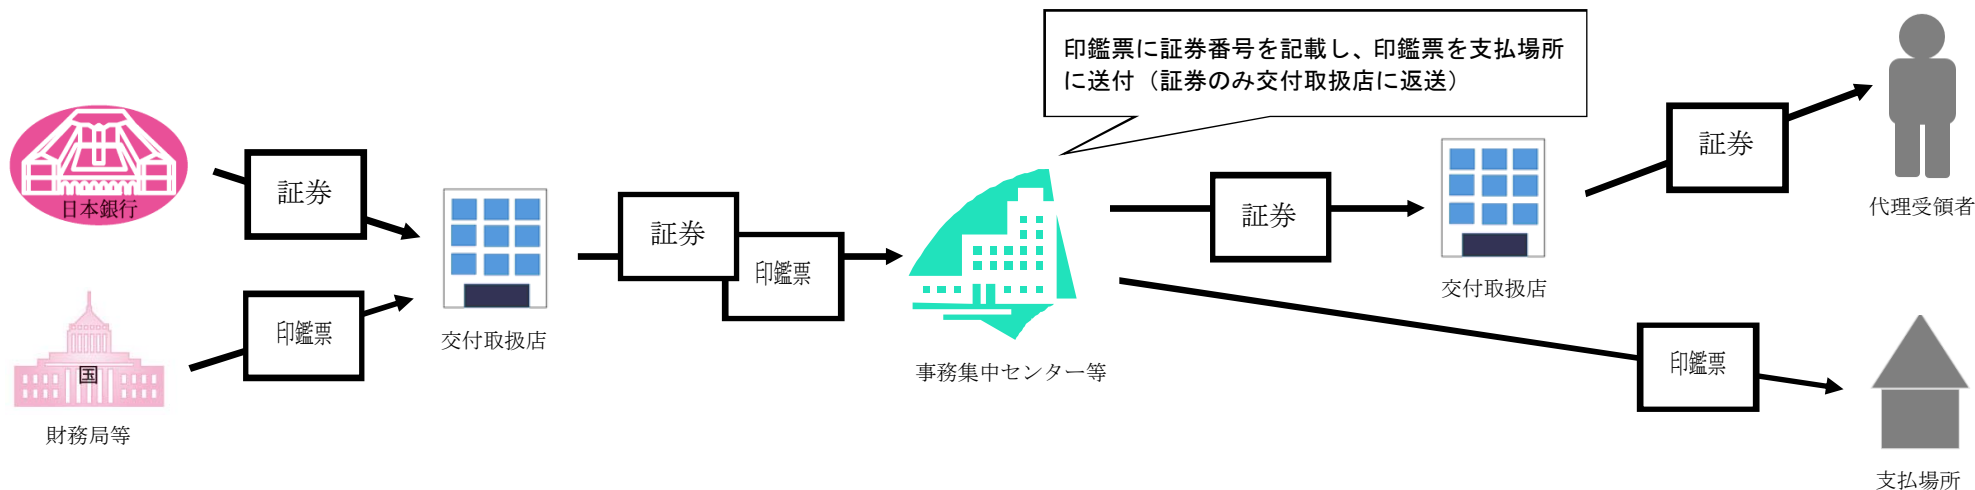 印鑑票に証券番号を記載し、印鑑票を支払場所
に送付（証券のみ交付取扱店に返送）
日本銀行
証券
国
財務局等
印鑑票
交付取扱店
証券
印鑑票
事務集中センター等
証券
交付取扱店
証券
代理受領者
印鑑票
支払場所